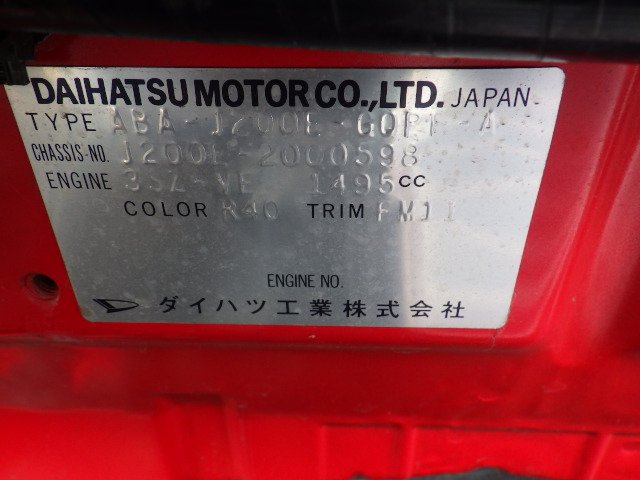 DAIHATSU MOTOR CO.,LTD. JAPAN
TYPE ABA-J200E-GQPF-A
CHASSIS-NO. J200E-2000598
ENGINE 3SZ-VE 1495cc
COLOR R40 TRIM FM11
ENGINE NO.
ダイハツ工業株式会社